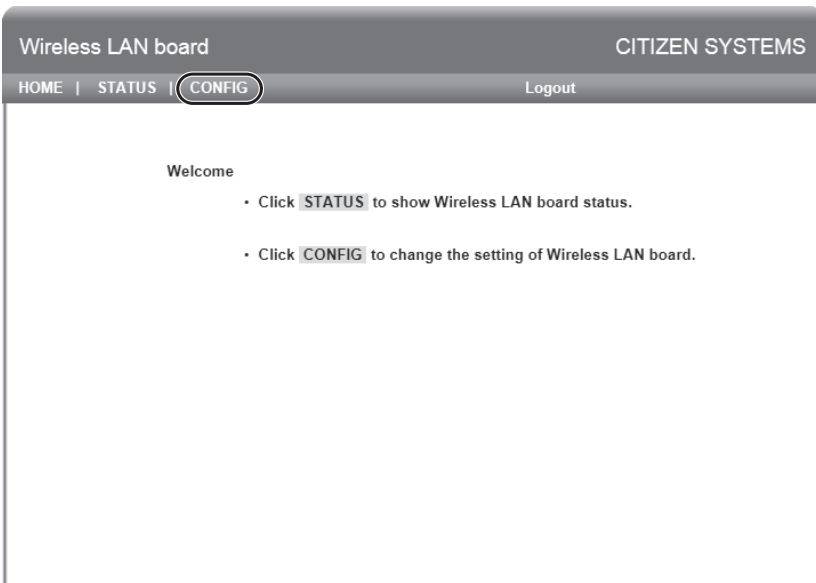 Wireless LAN board CITIZEN SYSTEMS
HOME | STATUS | CONFIG Logout
Welcome
• Click STATUS to show Wireless LAN board status.
• Click CONFIG to change the setting of Wireless LAN board.